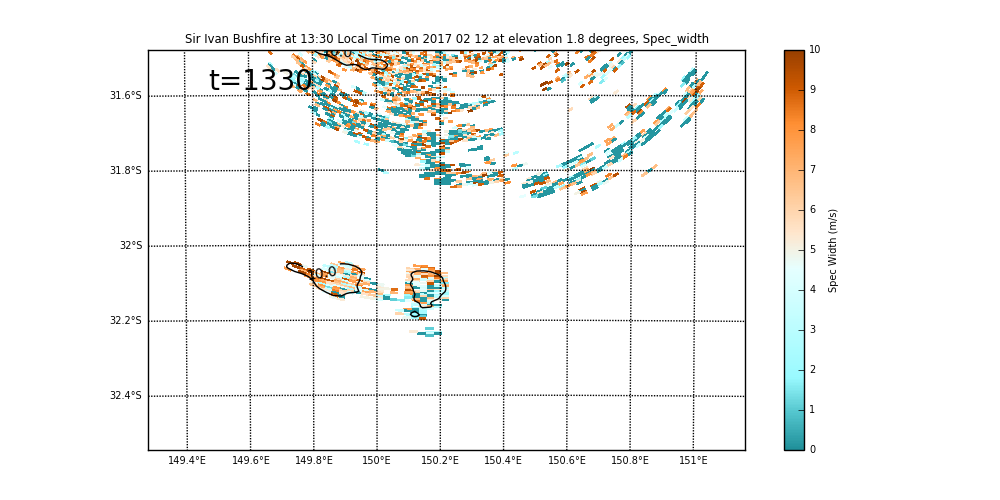 Sir Ivan Bushfire at 13:30 Local Time on 2017 02 12 at elevation 1.8 degrees, Spec_width
10.0
t=1330
31.6°S
31.8°S
32°S
10.0
32.2°S
32.4°S
149.4°E 149.6°E 149.8°E 150°E 150.2°E 150.4°E 150.6°E 150.8°E 151°E
10
9
8
7
6
5
4
3
2
1
0
Spec Width (m/s)